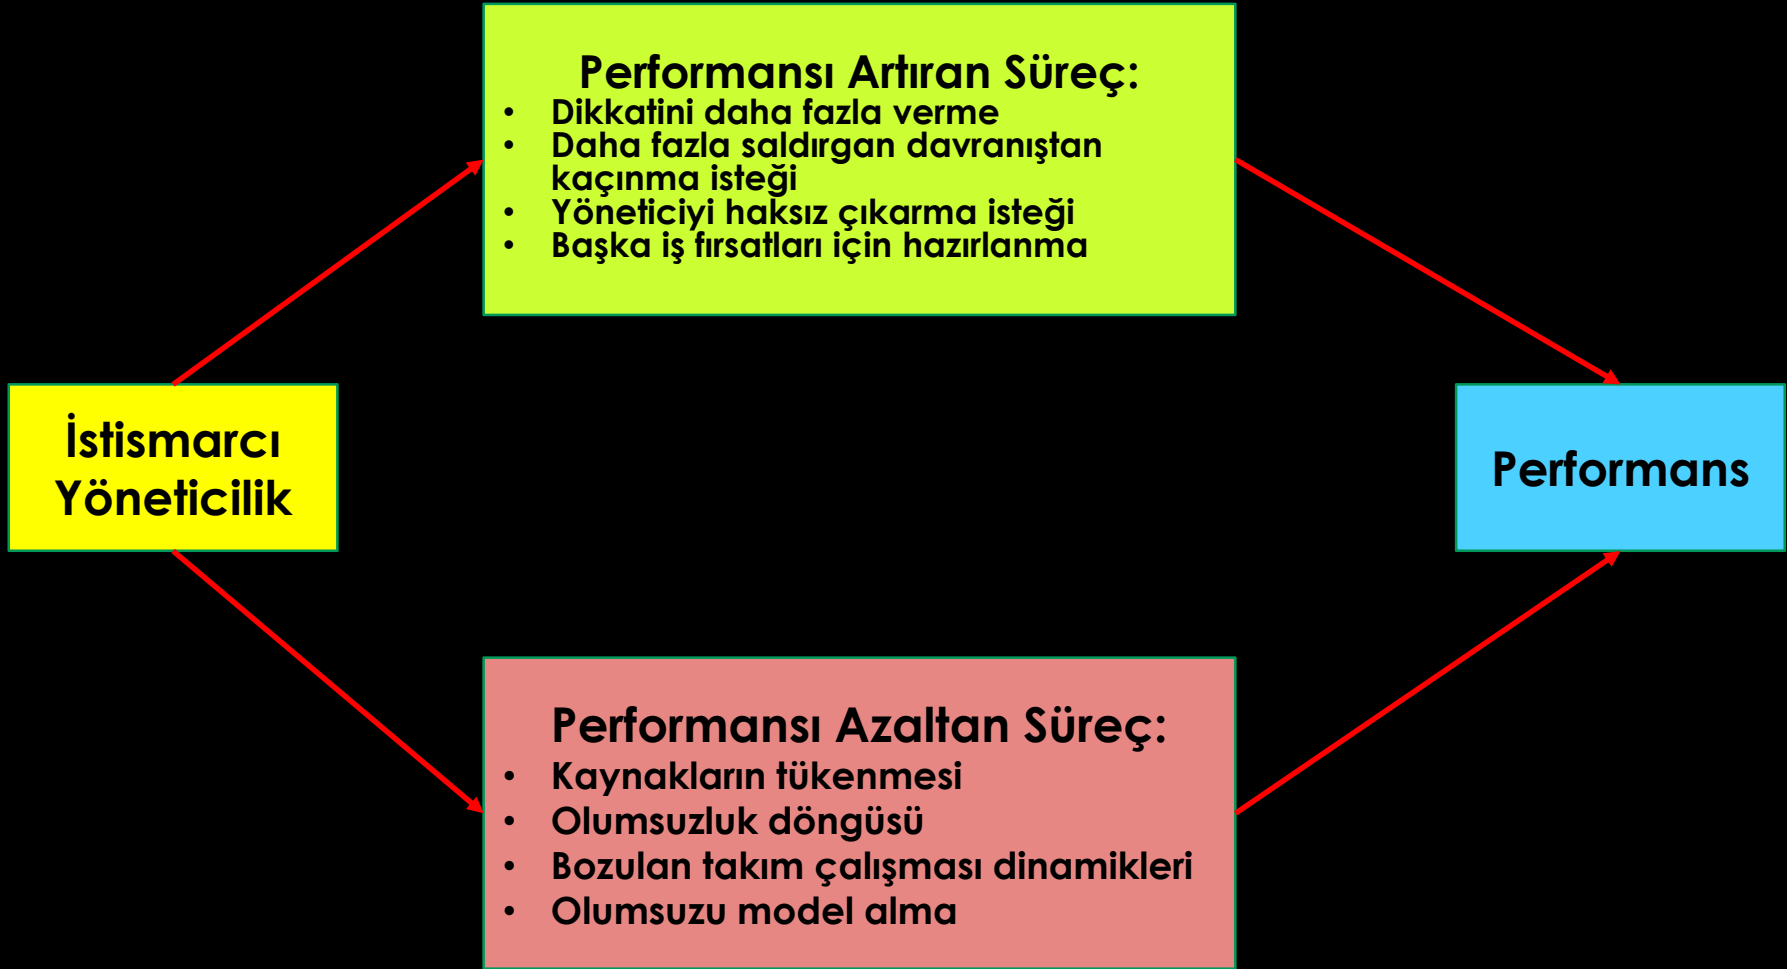 Performansı Artıran Süreç:
• Dikkatini daha fazla verme
• Daha fazla saldırgan davranıştan
kaçınma isteği
• Yöneticiyi haksız çıkarma isteği
• Başka iş fırsatları için hazırlanma
İstismarcı
Yöneticilik
Performans
Performansı Azaltan Süreç:
• Kaynakların tükenmesi
• Olumsuzluk döngüsü
• Bozulan takım çalışması dinamikleri
• Olumsuzu model alma